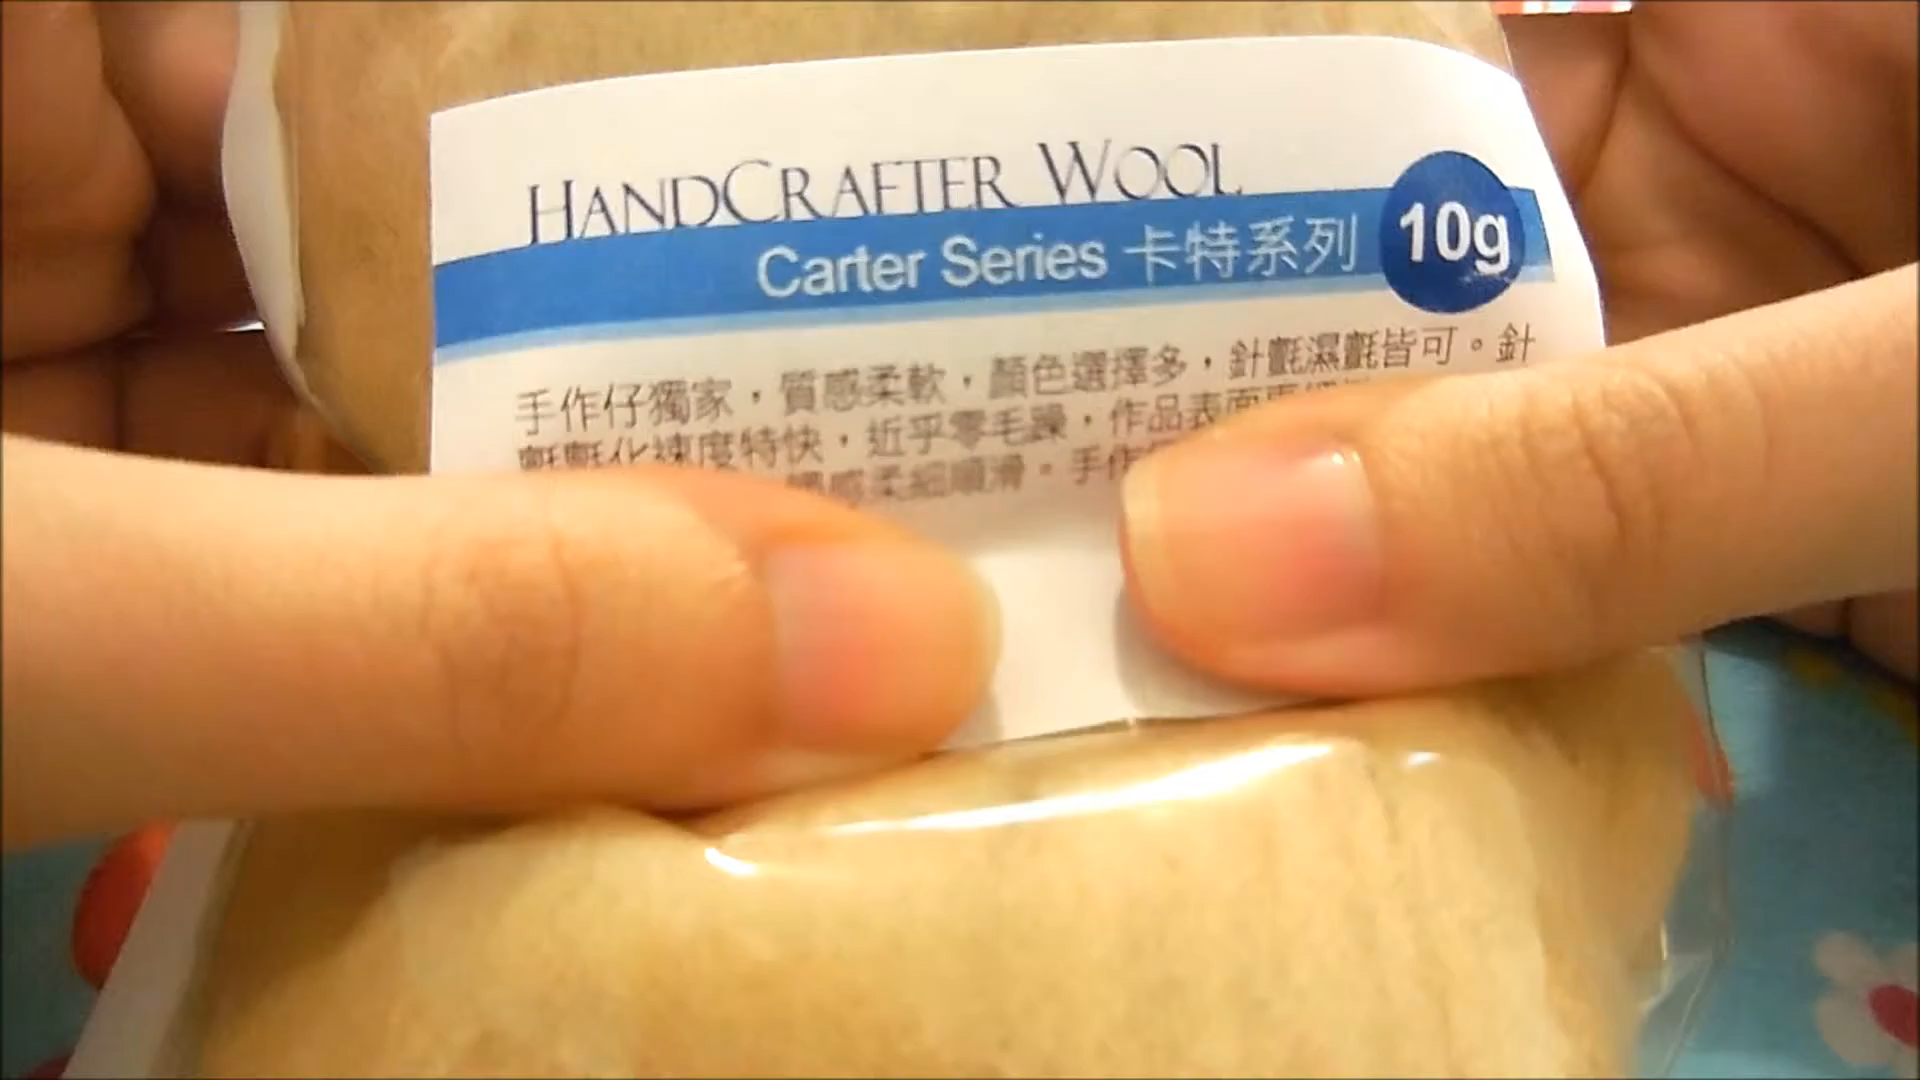 HANDCRAFTER WOOL
Carter Series 卡特系列
10g
手作仔獨家，質感柔軟，顏色選擇多，針氈濕氈皆可。針
氈氈化速度特快，近乎零毛躁，作品表面更
觸感柔細順滑。手作